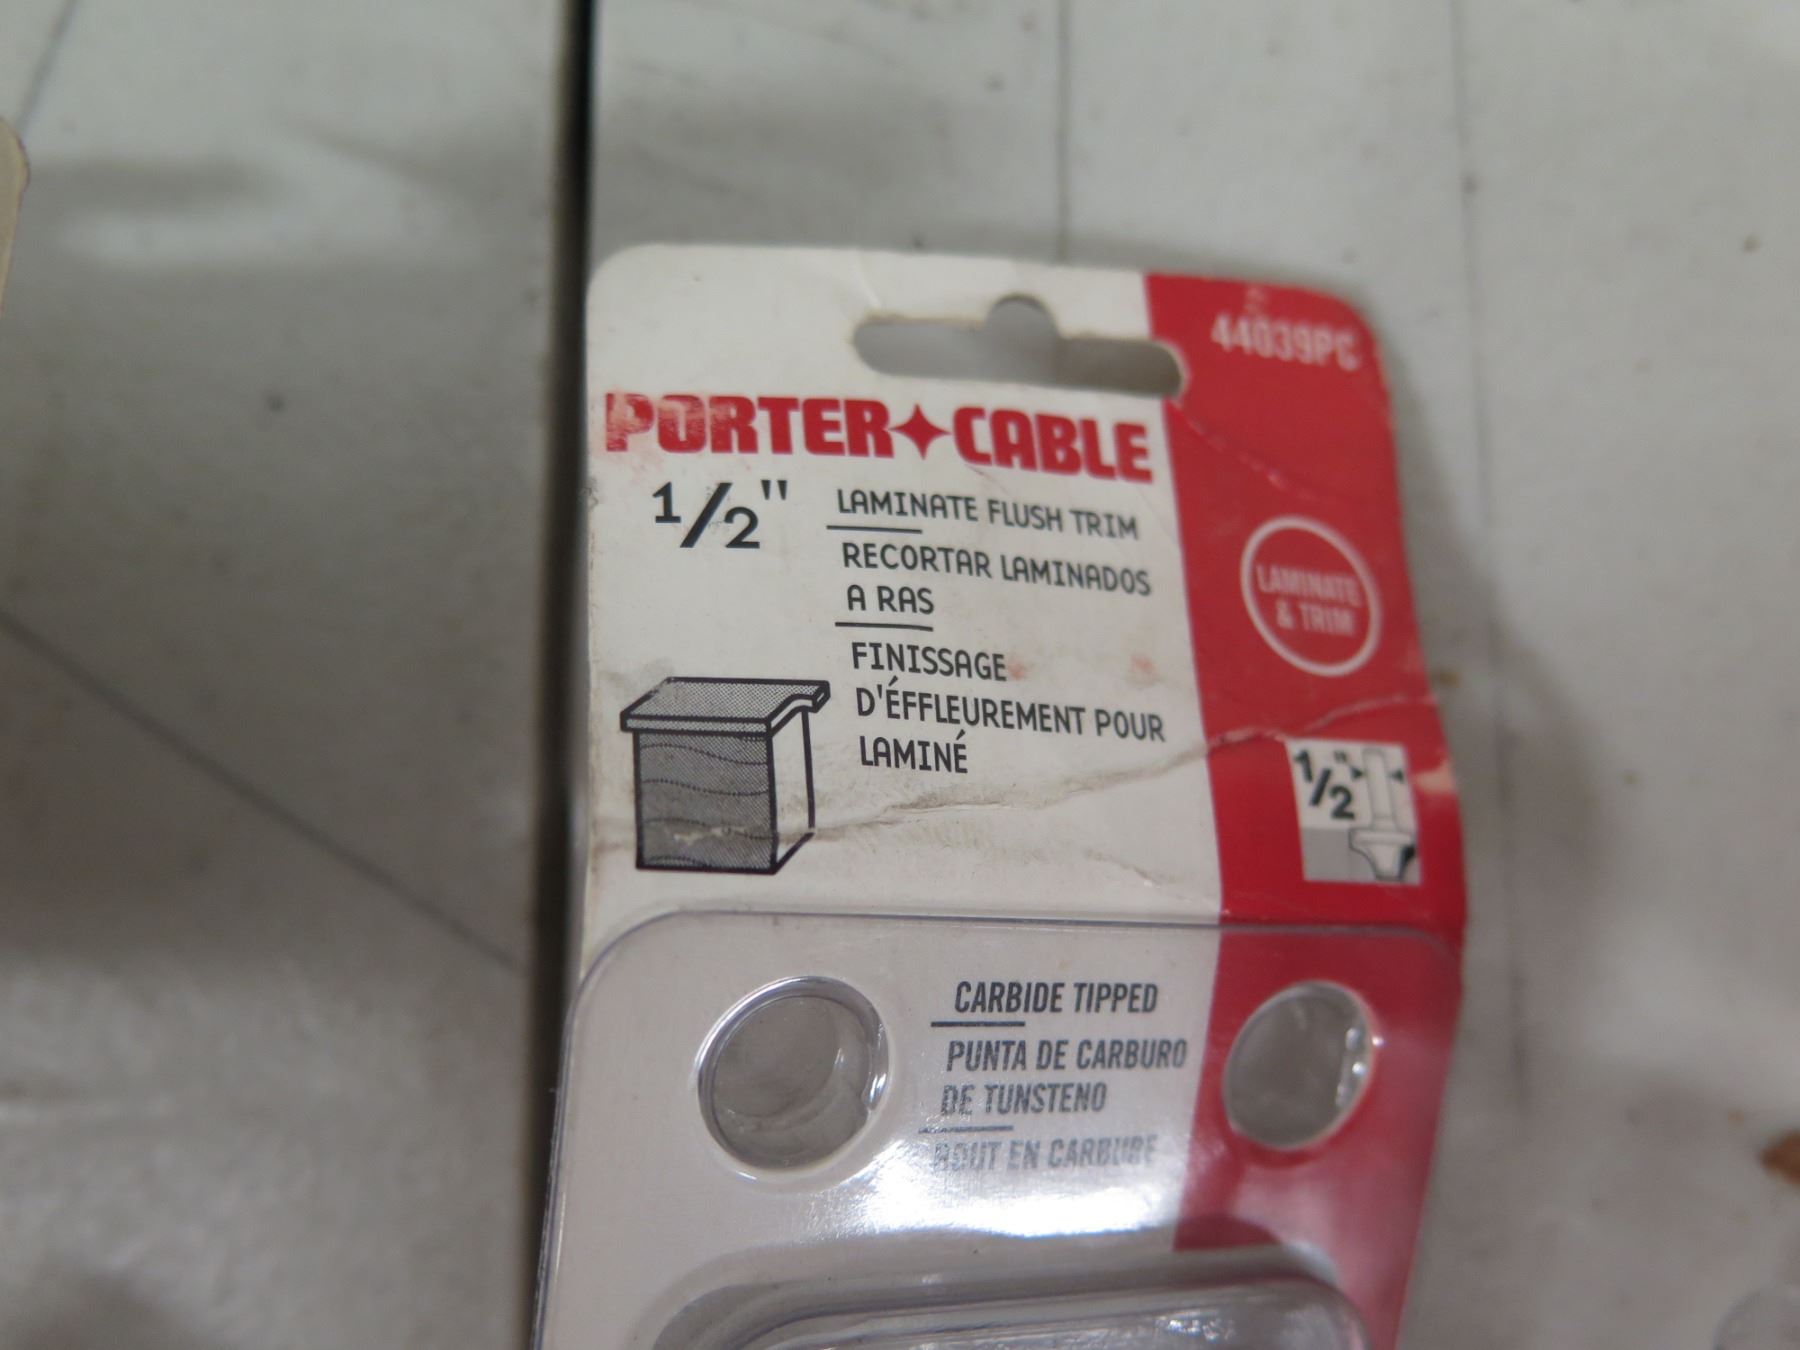 44039PC
PORTER CABLE
1/2"
LAMINATE FLUSH TRIM
RECORTAR LAMINADOS
A RAS
FINISSAGE
D'ÉFFLEUREMENT POUR
LAMINÉ
LAMINATE
& TRIM
1/2"
CARBIDE TIPPED
PUNTA DE CARBURO
DE TUNSTENO
BOUT EN CARBURE